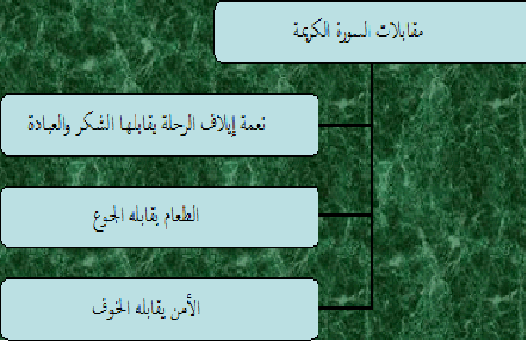 مقابلات السورة الكريمة
نعمة إيلاف الرحلة يقابلها الشكر والعبادة
الطعام يقابله الجوع
الأمن يقابله الخوف